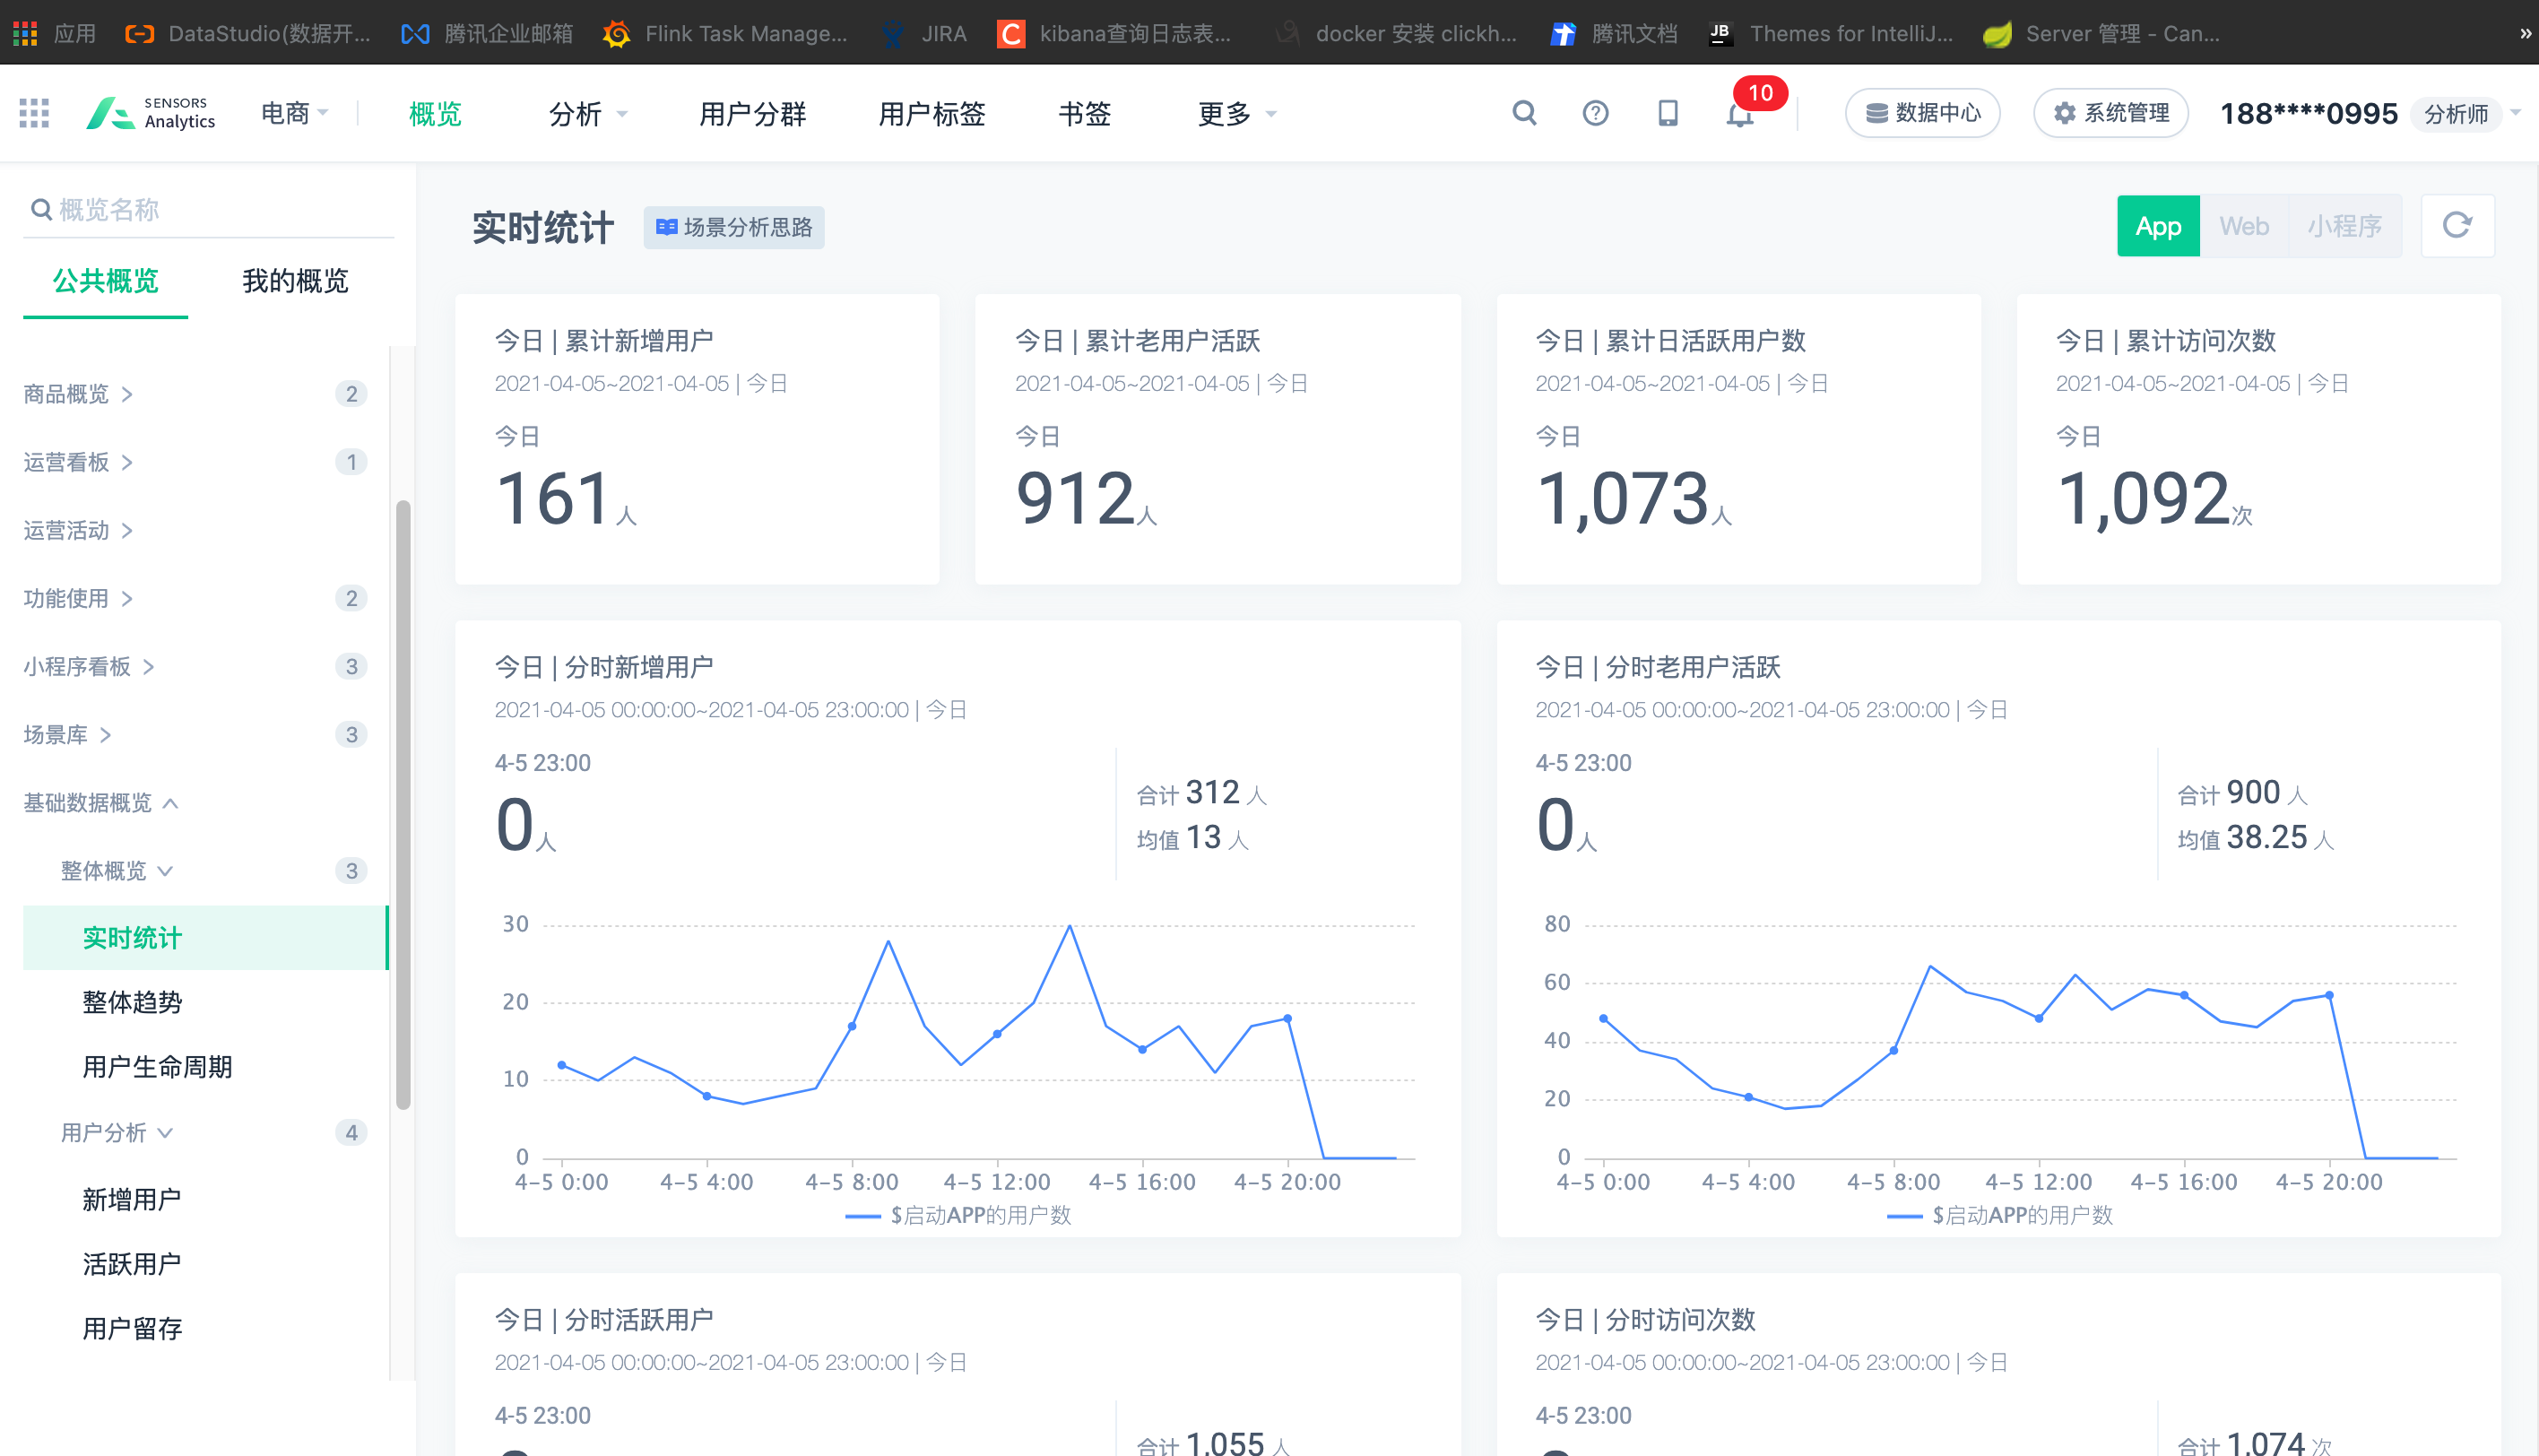 应用 DataStudio(数据开... 腾讯企业邮箱 Flink Task Manage... JIRA kibana查询日志表... docker 安装 clickh... 腾讯文档 Themes for IntelliJ... Server 管理 - Can... »
SENSORS Analytics 电商 概览 分析 用户分群 用户标签 书签 更多 10 数据中心 系统管理 188****0995 分析师
概览名称
公共概览 我的概览
商品概览 2
运营看板 1
运营活动
功能使用 2
小程序看板 3
场景库 3
基础数据概览
整体概览 3
实时统计
整体趋势
用户生命周期
用户分析 4
新增用户
活跃用户
用户留存
实时统计 场景分析思路 App Web 小程序
今日 | 累计新增用户
2021-04-05~2021-04-05 | 今日
今日
161人
今日 | 累计老用户活跃
2021-04-05~2021-04-05 | 今日
今日
912人
今日 | 累计日活跃用户数
2021-04-05~2021-04-05 | 今日
今日
1,073人
今日 | 累计访问次数
2021-04-05~2021-04-05 | 今日
今日
1,092次
今日 | 分时新增用户
2021-04-05 00:00:00~2021-04-05 23:00:00 | 今日
4-5 23:00
0人
合计 312 人
均值 13 人
30
20
10
0
4-5 0:00 4-5 4:00 4-5 8:00 4-5 12:00 4-5 16:00 4-5 20:00
$启动APP的用户数
今日 | 分时老用户活跃
2021-04-05 00:00:00~2021-04-05 23:00:00 | 今日
4-5 23:00
0人
合计 900 人
均值 38.25 人
80
60
40
20
0
4-5 0:00 4-5 4:00 4-5 8:00 4-5 12:00 4-5 16:00 4-5 20:00
$启动APP的用户数
今日 | 分时活跃用户
2021-04-05 00:00:00~2021-04-05 23:00:00 | 今日
4-5 23:00
合计 1,055 人
今日 | 分时访问次数
2021-04-05 00:00:00~2021-04-05 23:00:00 | 今日
4-5 23:00
合计 1,074 次